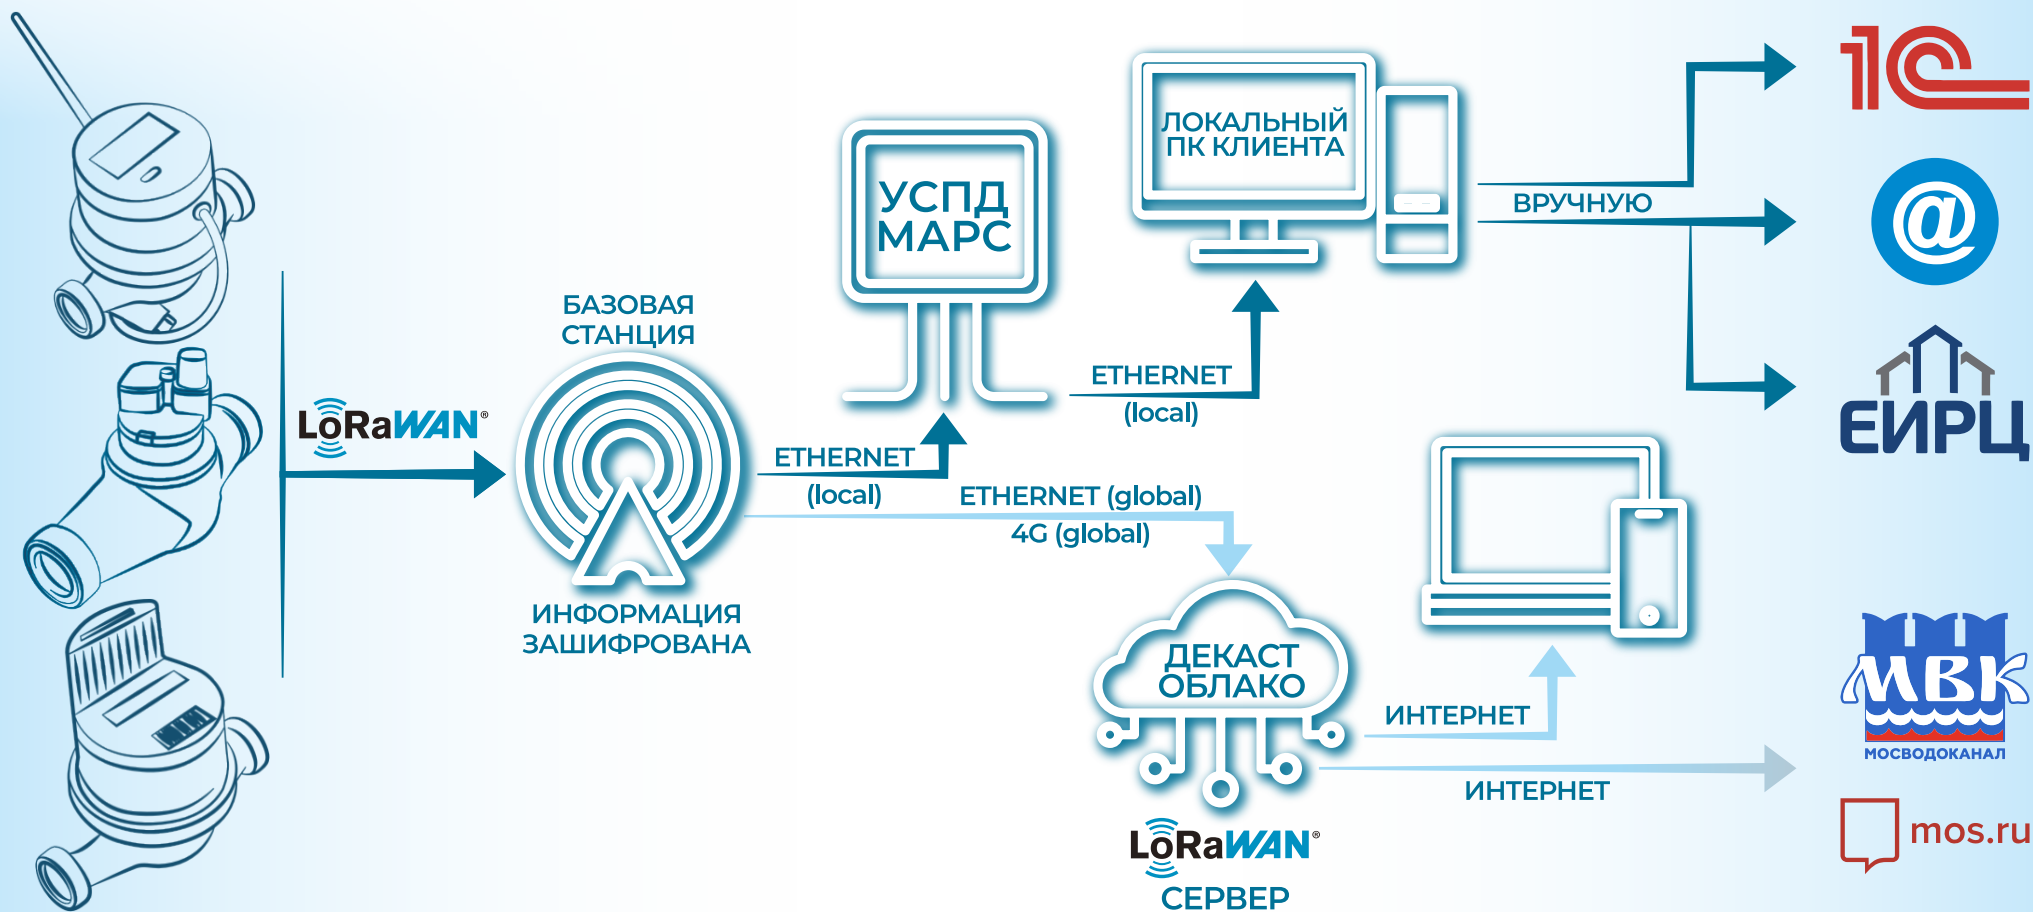 1С
ЛОКАЛЬНЫЙ
ПК КЛИЕНТА
УСПД
МАРС
ВРУЧНУЮ
@
БАЗОВАЯ
СТАНЦИЯ
ETHERNET
(local)
ЕИРЦ
LoRaWAN®
ETHERNET
(local)
ETHERNET (global)
4G (global)
ИНФОРМАЦИЯ
ЗАШИФРОВАНА
ДЕКАСТ
ОБЛАКО
ИНТЕРНЕТ
МВК
МОСВОДОКАНАЛ
ИНТЕРНЕТ
mos.ru
LoRaWAN®
СЕРВЕР